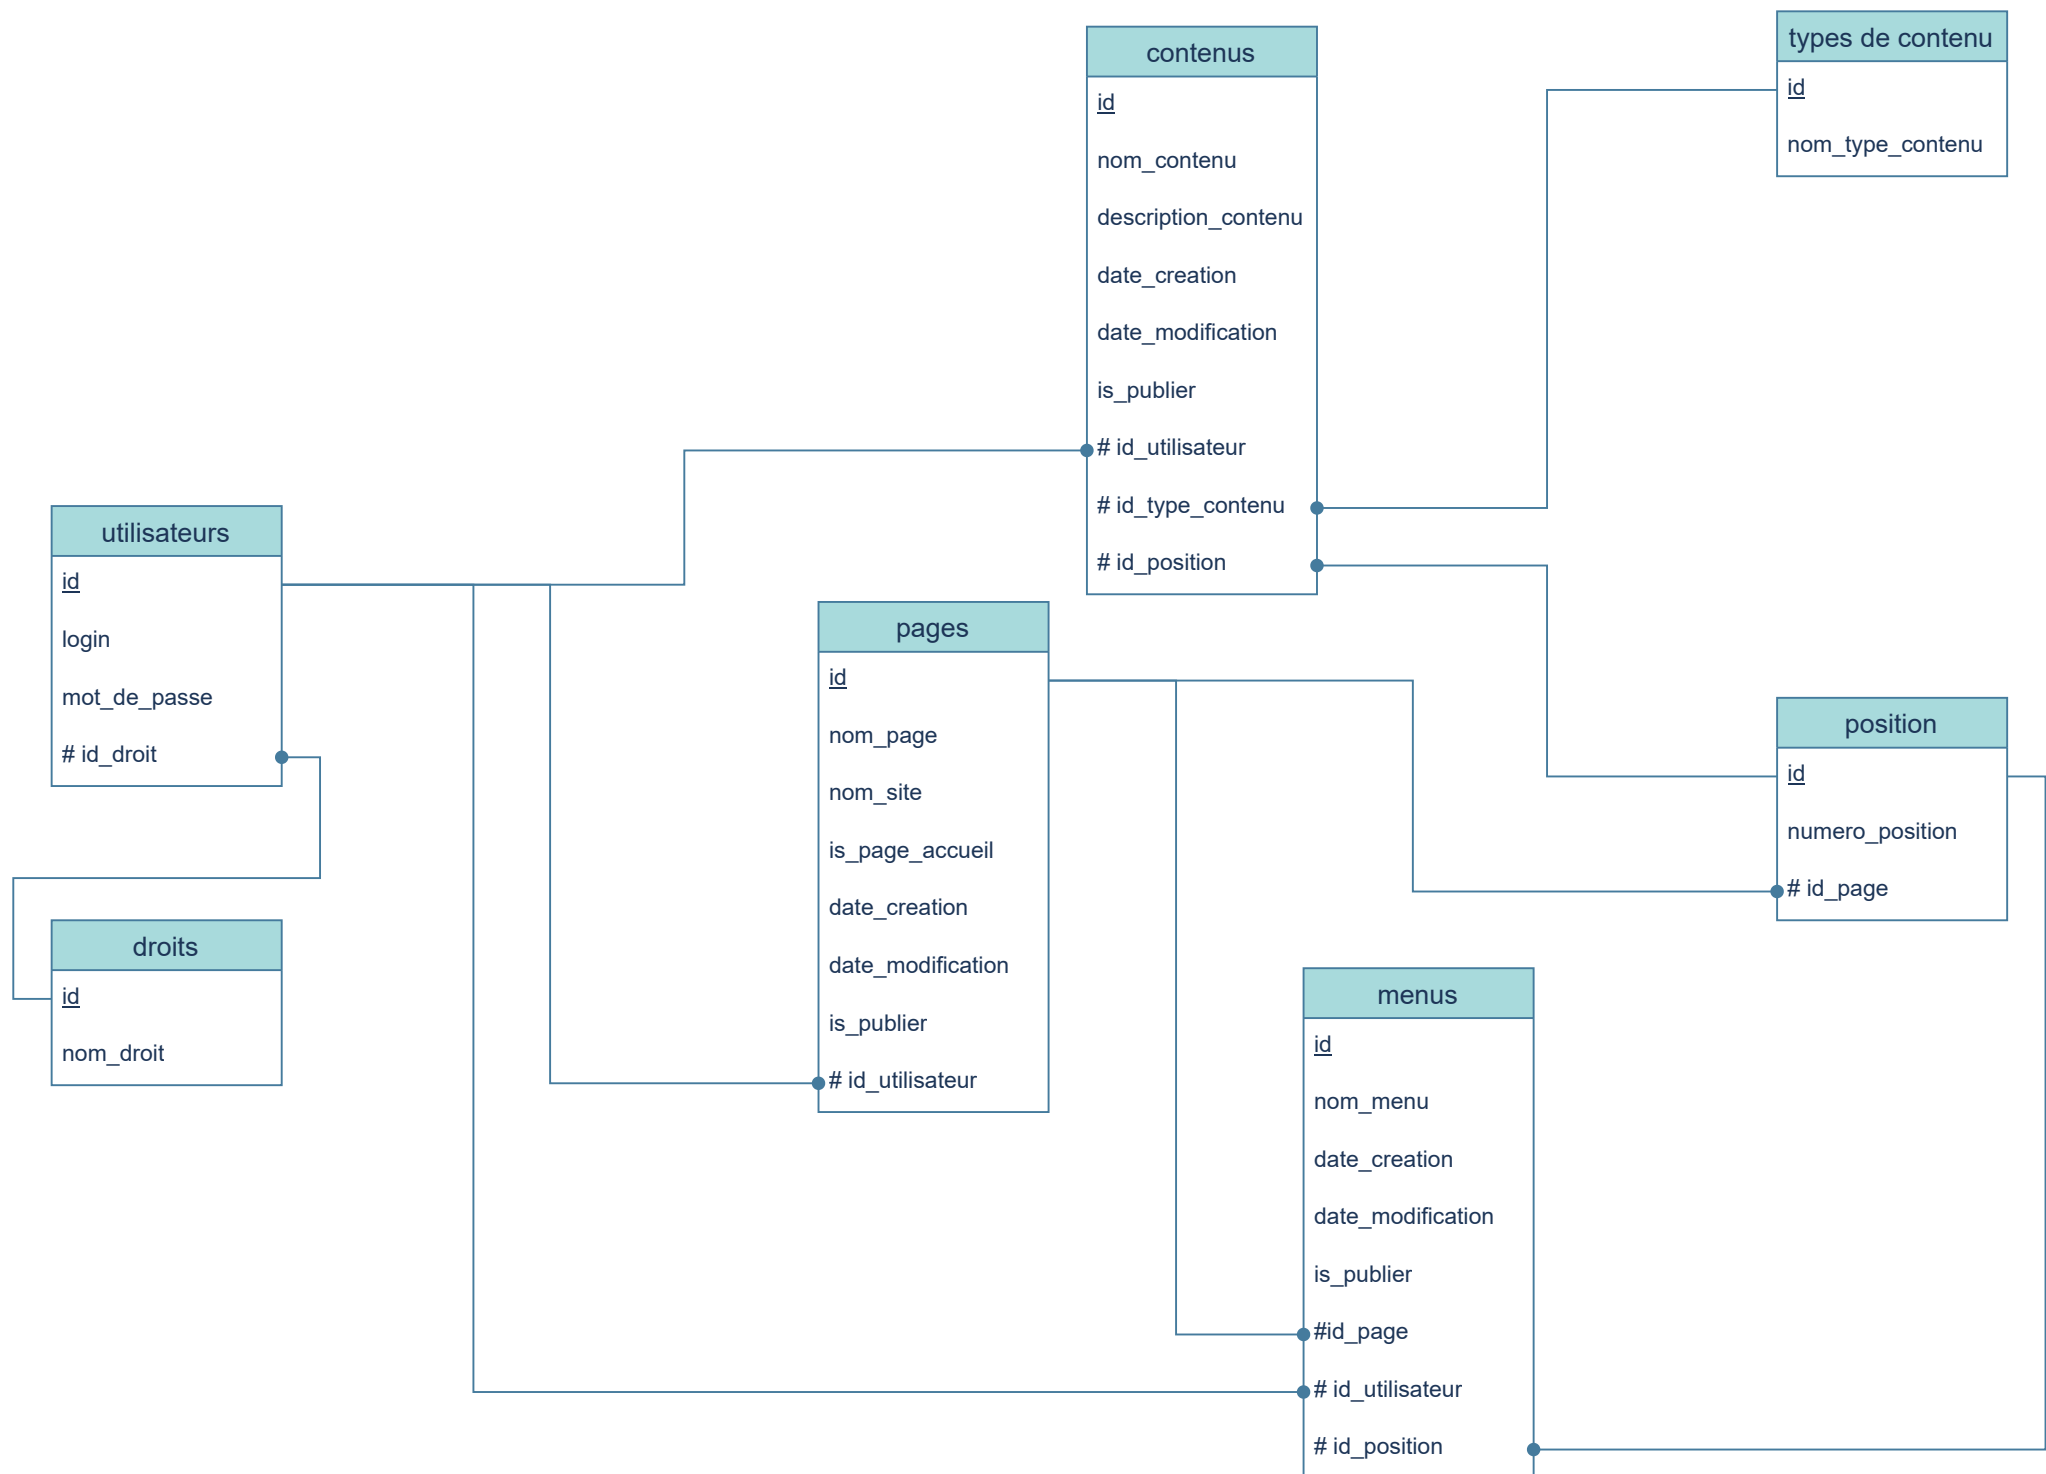 contenus
id
nom_contenu
description_contenu
date_creation
date_modification
is_publier
# id_utilisateur
# id_type_contenu
# id_position
types de contenu
id
nom_type_contenu
utilisateurs
id
login
mot_de_passe
# id_droit
pages
id
nom_page
nom_site
is_page_accueil
date_creation
date_modification
is_publier
# id_utilisateur
position
id
numero_position
# id_page
droits
id
nom_droit
menus
id
nom_menu
date_creation
date_modification
is_publier
#id_page
# id_utilisateur
# id_position